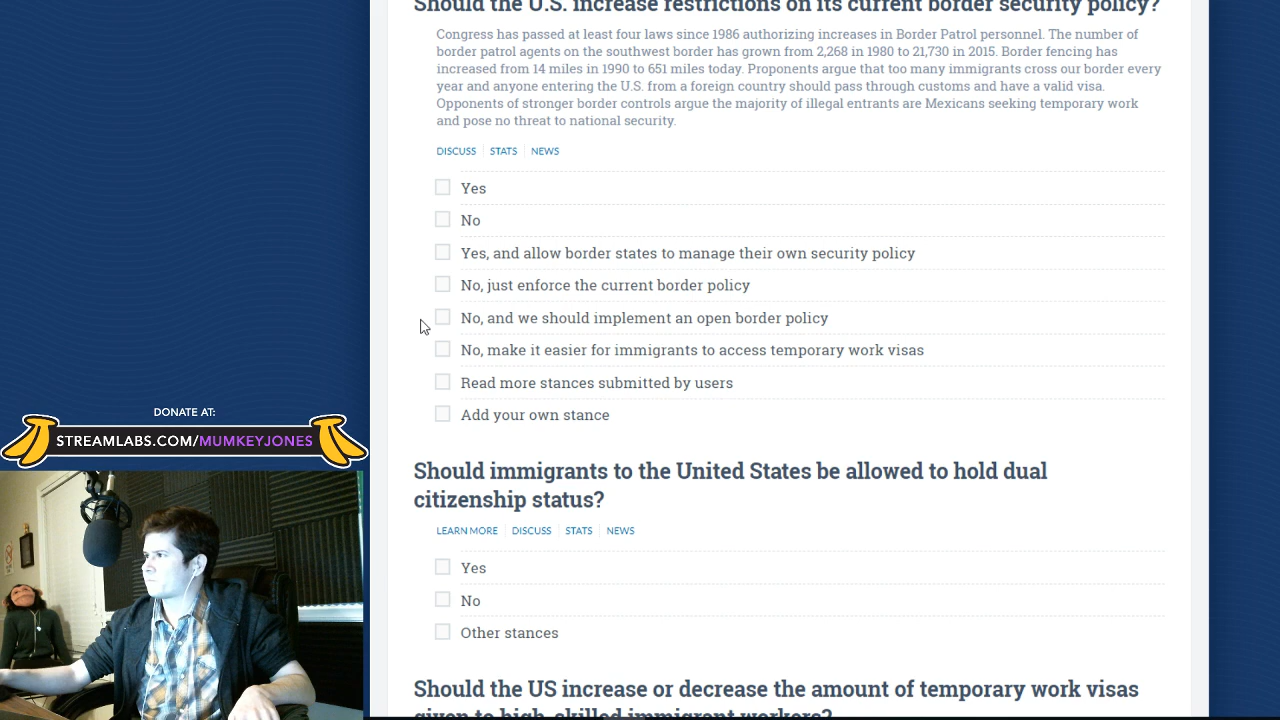 Should the U.S. increase restrictions on its current border security policy?
Congress has passed at least four laws since 1986 authorizing increases in Border Patrol personnel. The number of
border patrol agents on the southwest border has grown from 2,268 in 1980 to 21,730 in 2015. Border fencing has
increased from 14 miles in 1990 to 651 miles today. Proponents argue that too many immigrants cross our border every
year and anyone entering the U.S. from a foreign country should pass through customs and have a valid visa.
Opponents of stronger border controls argue the majority of illegal entrants are Mexicans seeking temporary work
and pose no threat to national security.
DISCUSS STATS NEWS
Yes
No
Yes, and allow border states to manage their own security policy
No, just enforce the current border policy
No, and we should implement an open border policy
No, make it easier for immigrants to access temporary work visas
Read more stances submitted by users
Add your own stance
DONATE AT:
STREAMLABS.COM/MUMKEYJONES
Should immigrants to the United States be allowed to hold dual
citizenship status?
LEARN MORE DISCUSS STATS NEWS
Yes
No
Other stances
Should the US increase or decrease the amount of temporary work visas
given to high-skilled immigrant workers?